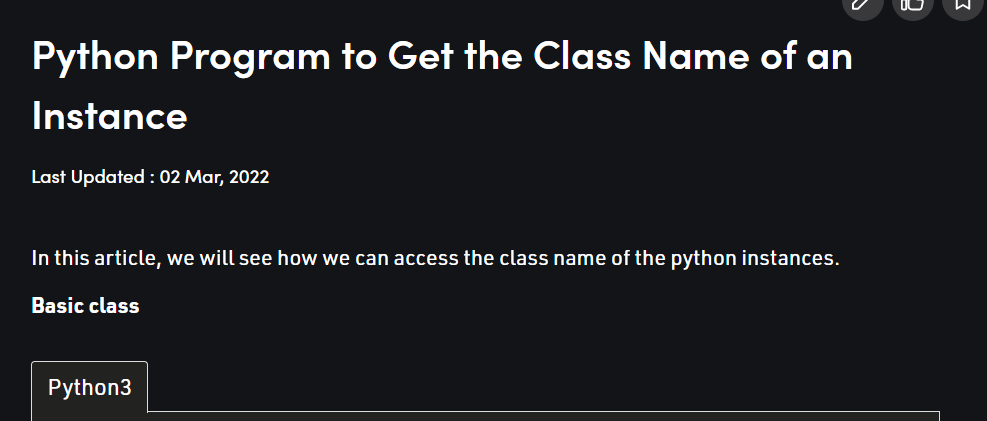 Python Program to Get the Class Name of an
Instance
Last Updated : 02 Mar, 2022
In this article, we will see how we can access the class name of the python instances.
Basic class
Python3